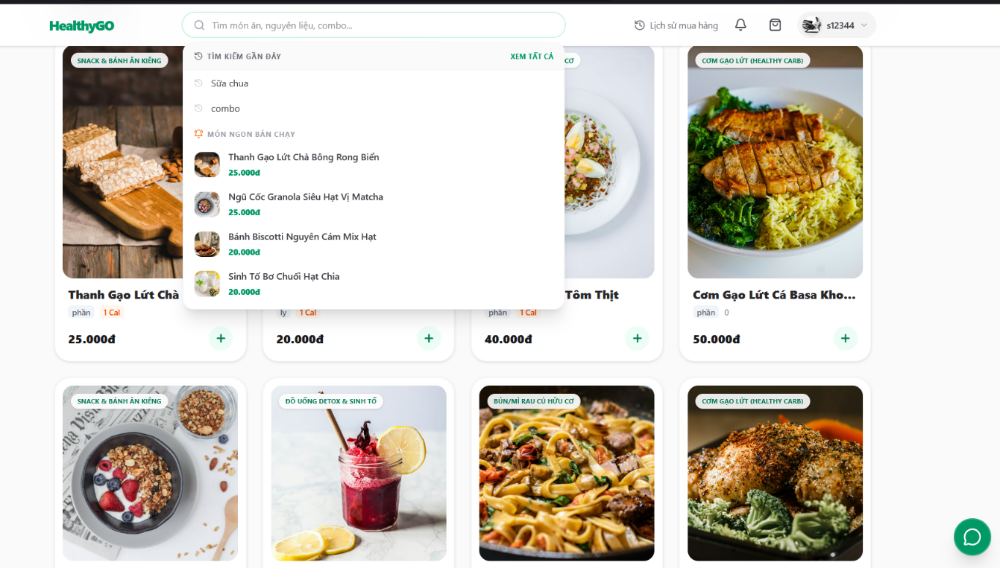 HealthyGO
Tìm món ăn, nguyên liệu, combo...
Lịch sử mua hàng
s12344
TÌM KIẾM GẦN ĐÂY
XEM TẤT CẢ
Sữa chua
combo
MÓN NGON BÁN CHẠY
Thanh Gạo Lứt Chà Bông Rong Biển
25.000đ
Ngũ Cốc Granola Siêu Hạt Vị Matcha
25.000đ
Bánh Biscotti Nguyên Cám Mix Hạt
20.000đ
Sinh Tố Bơ Chuối Hạt Chia
20.000đ
SNACK & BÁNH ĂN KIÊNG
CƠ
CƠM GẠO LỨT (HEALTHY CARB)
Thanh Gạo Lứt Chà
Tôm Thịt
Cơm Gạo Lứt Cá Basa Kho...
phần 1 Cal
ly 1 Cal
phần 1 Cal
phần 0
25.000đ
20.000đ
40.000đ
50.000đ
SNACK & BÁNH ĂN KIÊNG
ĐỒ UỐNG DETOX & SINH TỐ
BÚN/MÌ RAU CỦ HỮU CƠ
CƠM GẠO LỨT (HEALTHY CARB)